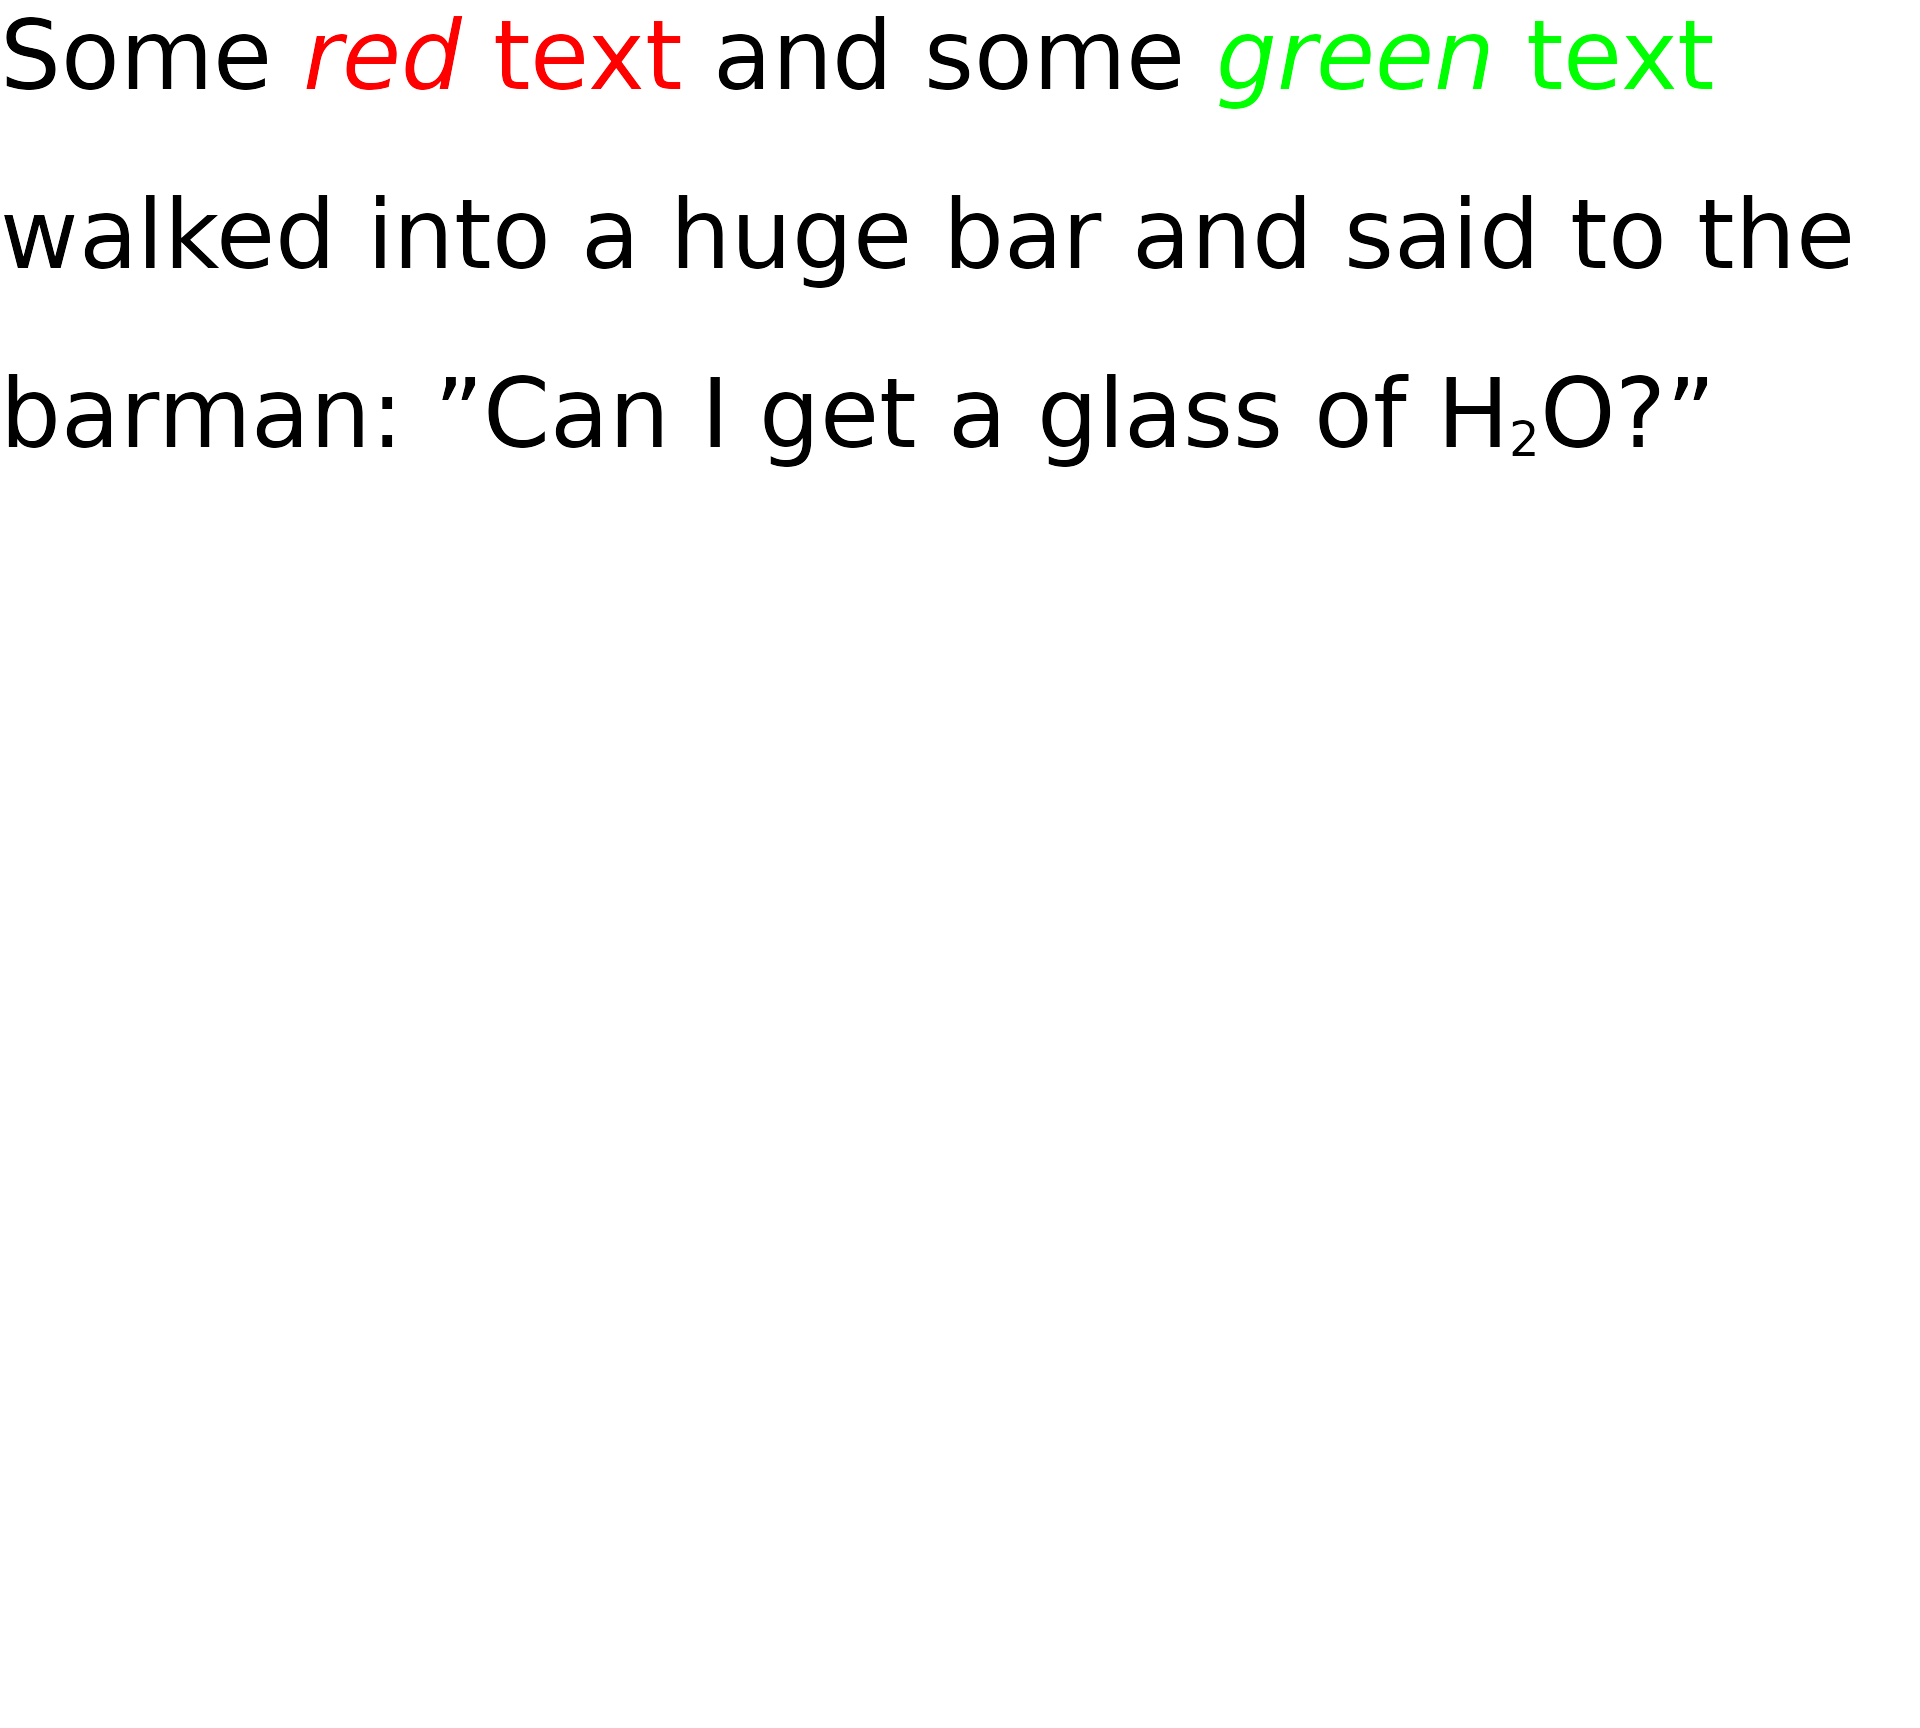 Some red text and some green text
walked into a huge bar and said to the
barman: ”Can I get a glass of H₂O?”